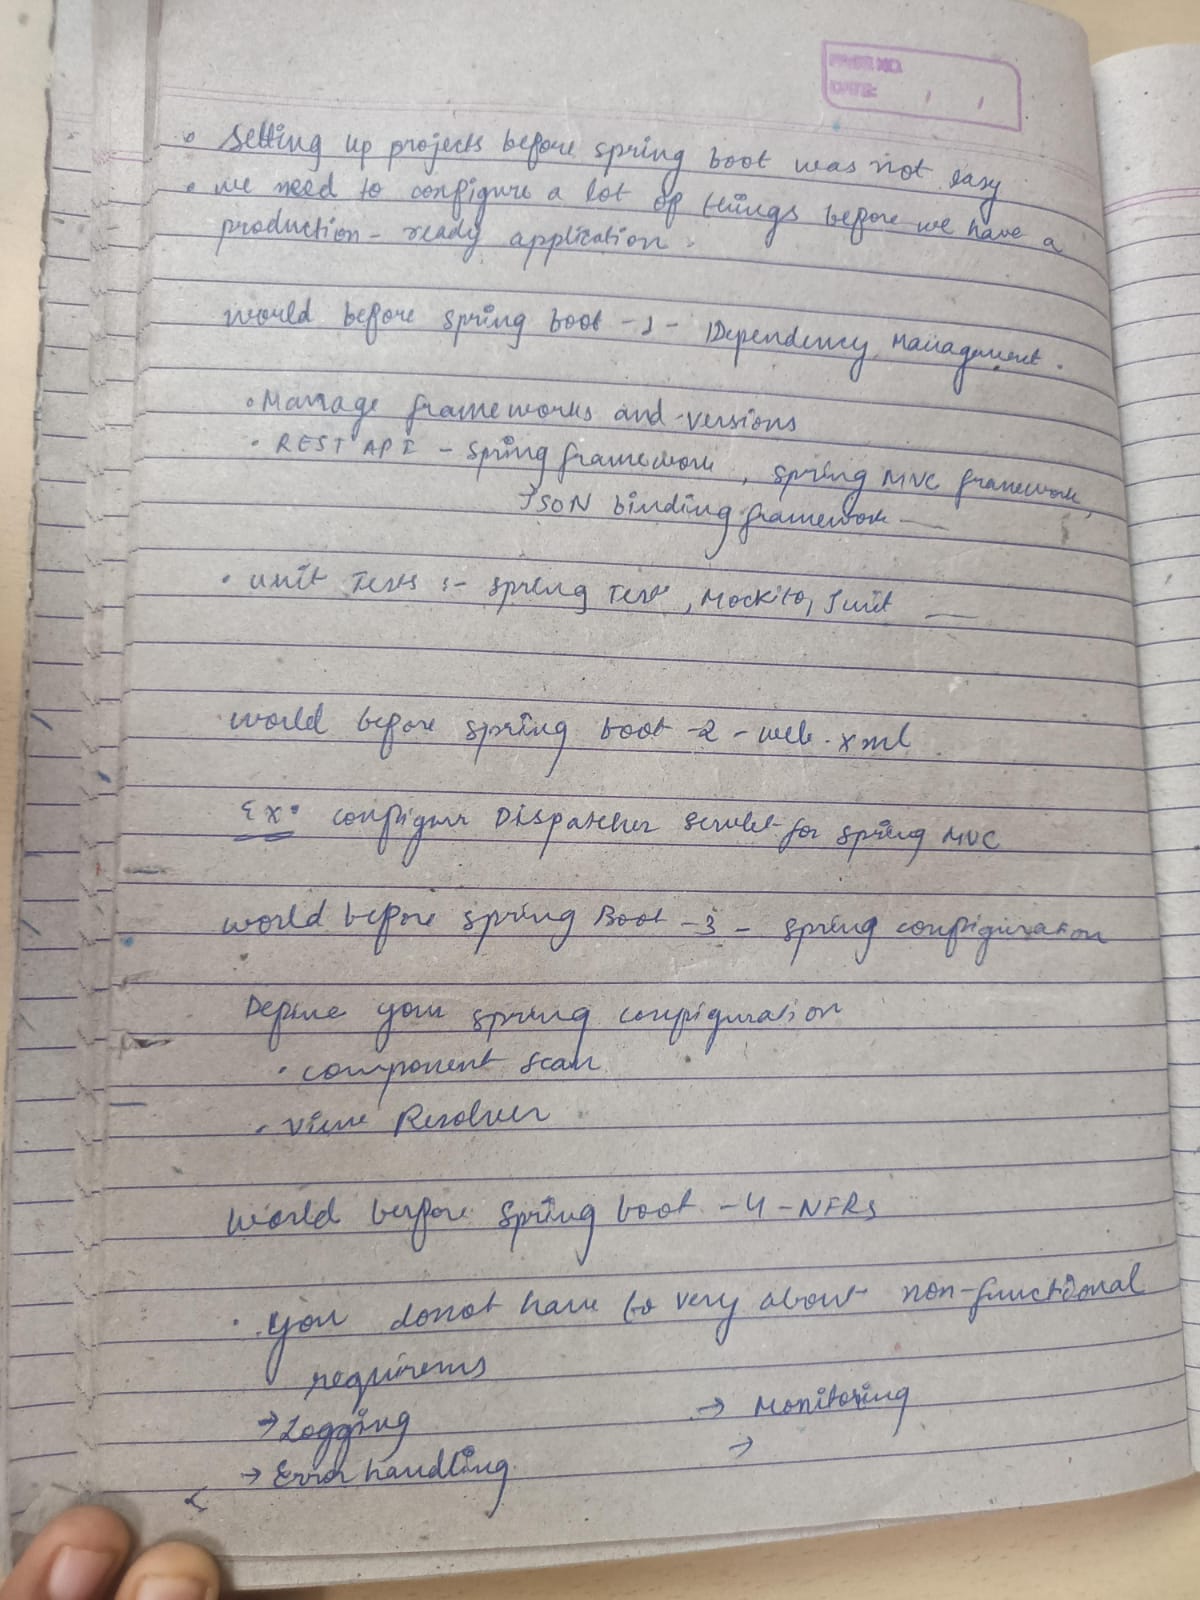 PAGE NO.
DATE: / /
• Setting up projects before spring boot was not easy
• we need to configure a lot of things before we have a
production-ready application.
world before spring boot -1- Dependency Management.
• Manage frameworks and versions
• REST API - spring framework, spring MVC framework,
JSON binding framework —
• unit Tests :- spring Test, Mockito, Junit —
world before spring boot -2- web.xml
Ex• configure Dispatcher servlet for spring MVC
world before spring Boot -3- spring configuration
Define your spring configuration
• component scan
• View Resolver
World berfore spring boot -4- NFRs
• you donot have to very about non-functional
requirems
→ Logging → Monitoring
→ Error handling →